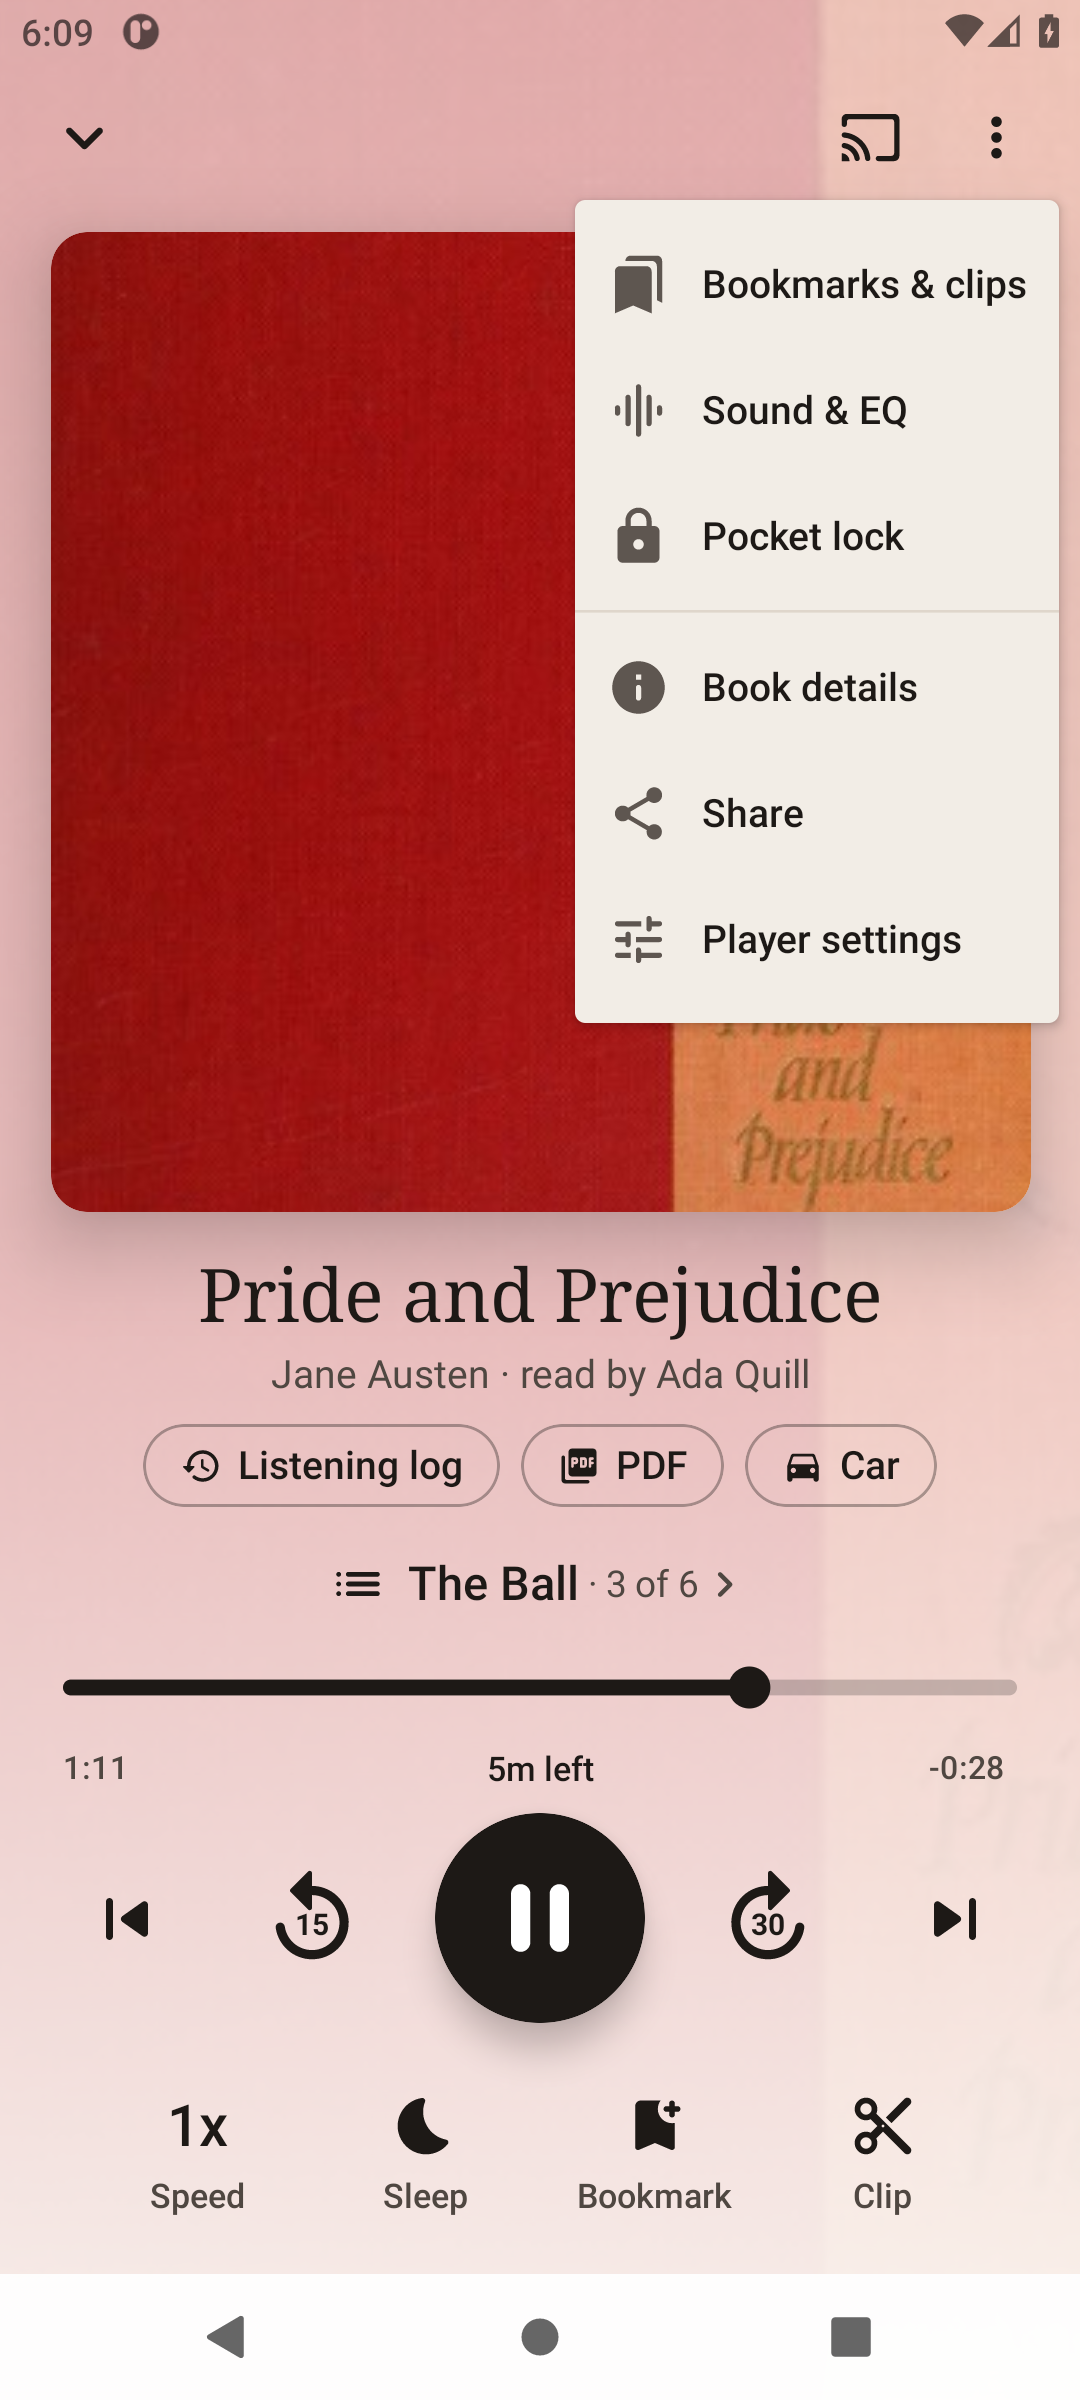 6:09
Bookmarks & clips
Sound & EQ
Pocket lock
Book details
Share
Player settings
and
Prejudice
Pride and Prejudice
Jane Austen · read by Ada Quill
Listening log
PDF
PDF
Car
The Ball · 3 of 6
1:11
5m left
-0:28
15
30
1x
Speed
Sleep
Bookmark
Clip